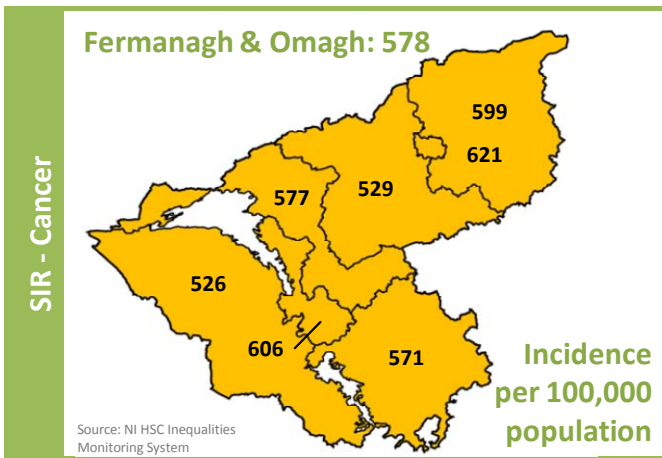 SIR - Cancer
Fermanagh & Omagh: 578
599
621
529
577
526
606
571
Incidence
per 100,000
population
Source: NI HSC Inequalities
Monitoring System